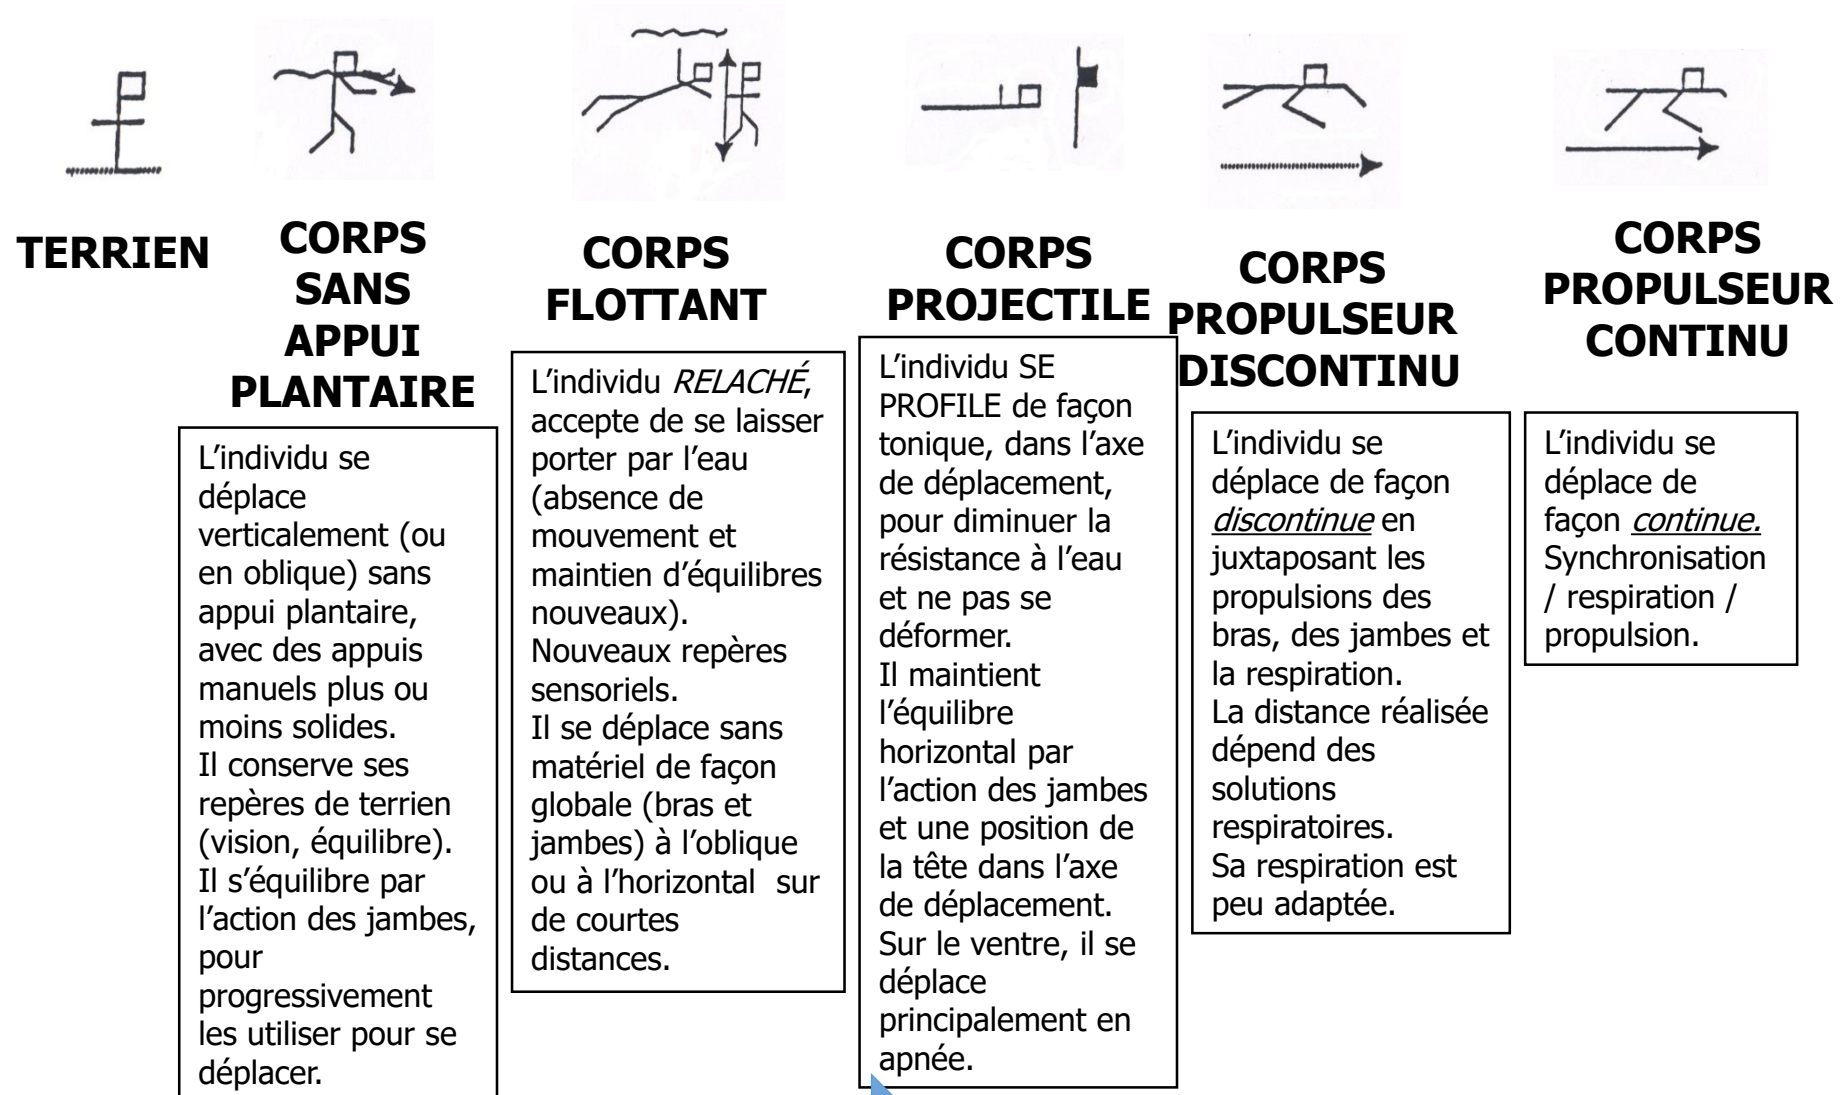 TERRIEN
CORPS
SANS
APPUI
PLANTAIRE
L’individu se
déplace
verticalement (ou
en oblique) sans
appui plantaire,
avec des appuis
manuels plus ou
moins solides.
Il conserve ses
repères de terrien
(vision, équilibre).
Il s’équilibre par
l’action des jambes,
pour
progressivement
les utiliser pour se
déplacer.
CORPS
FLOTTANT
L’individu RELACHÉ,
accepte de se laisser
porter par l’eau
(absence de
mouvement et
maintien d’équilibres
nouveaux).
Nouveaux repères
sensoriels.
Il se déplace sans
matériel de façon
globale (bras et
jambes) à l’oblique
ou à l’horizontal sur
de courtes
distances.
CORPS
PROJECTILE
L’individu SE
PROFILE de façon
tonique, dans l’axe
de déplacement,
pour diminuer la
résistance à l’eau
et ne pas se
déformer.
Il maintient
l’équilibre
horizontal par
l’action des jambes
et une position de
la tête dans l’axe
de déplacement.
Sur le ventre, il se
déplace
principalement en
apnée.
CORPS
PROPULSEUR
DISCONTINU
L’individu se
déplace de façon
discontinue en
juxtaposant les
propulsions des
bras, des jambes et
la respiration.
La distance réalisée
dépend des
solutions
respiratoires.
Sa respiration est
peu adaptée.
CORPS
PROPULSEUR
CONTINU
L’individu se
déplace de
façon continue.
Synchronisation
/ respiration /
propulsion.